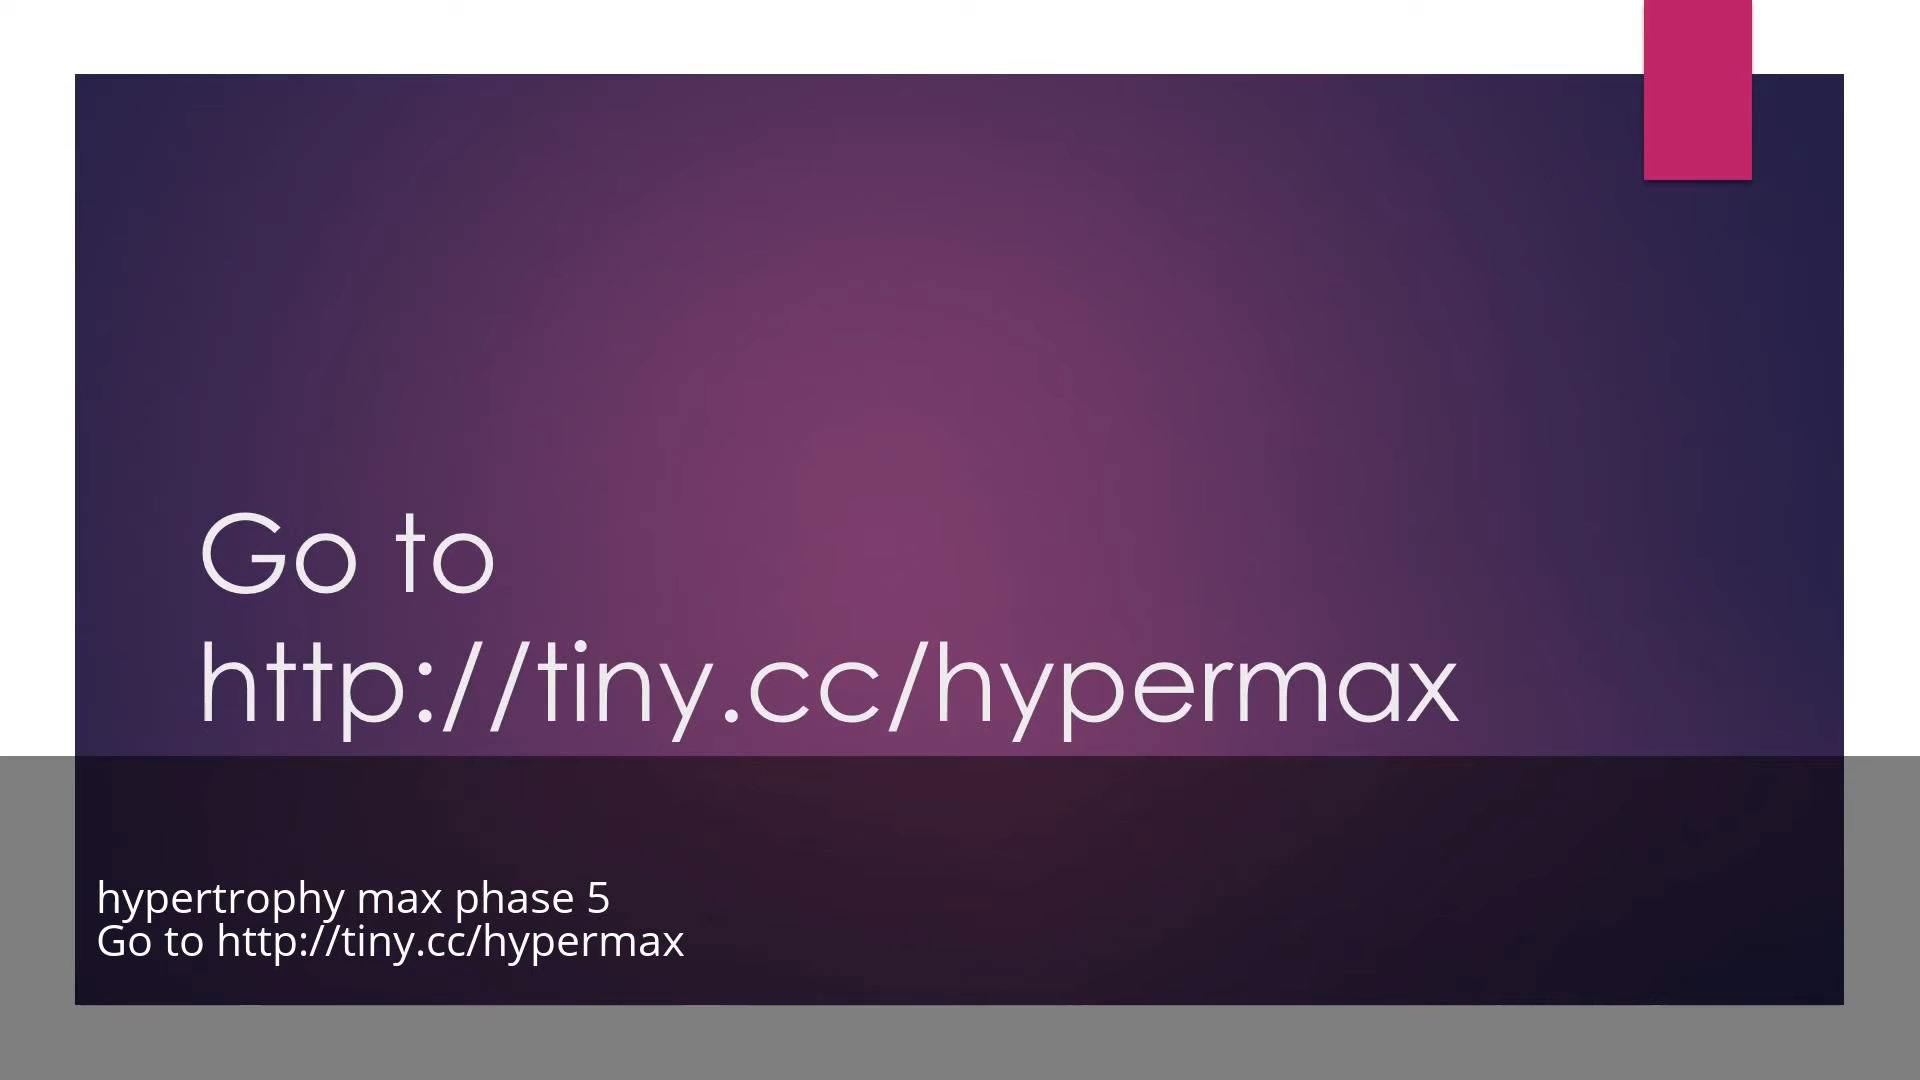 Go to
http://tiny.cc/hypermax
hypertrophy max phase 5
Go to http://tiny.cc/hypermax